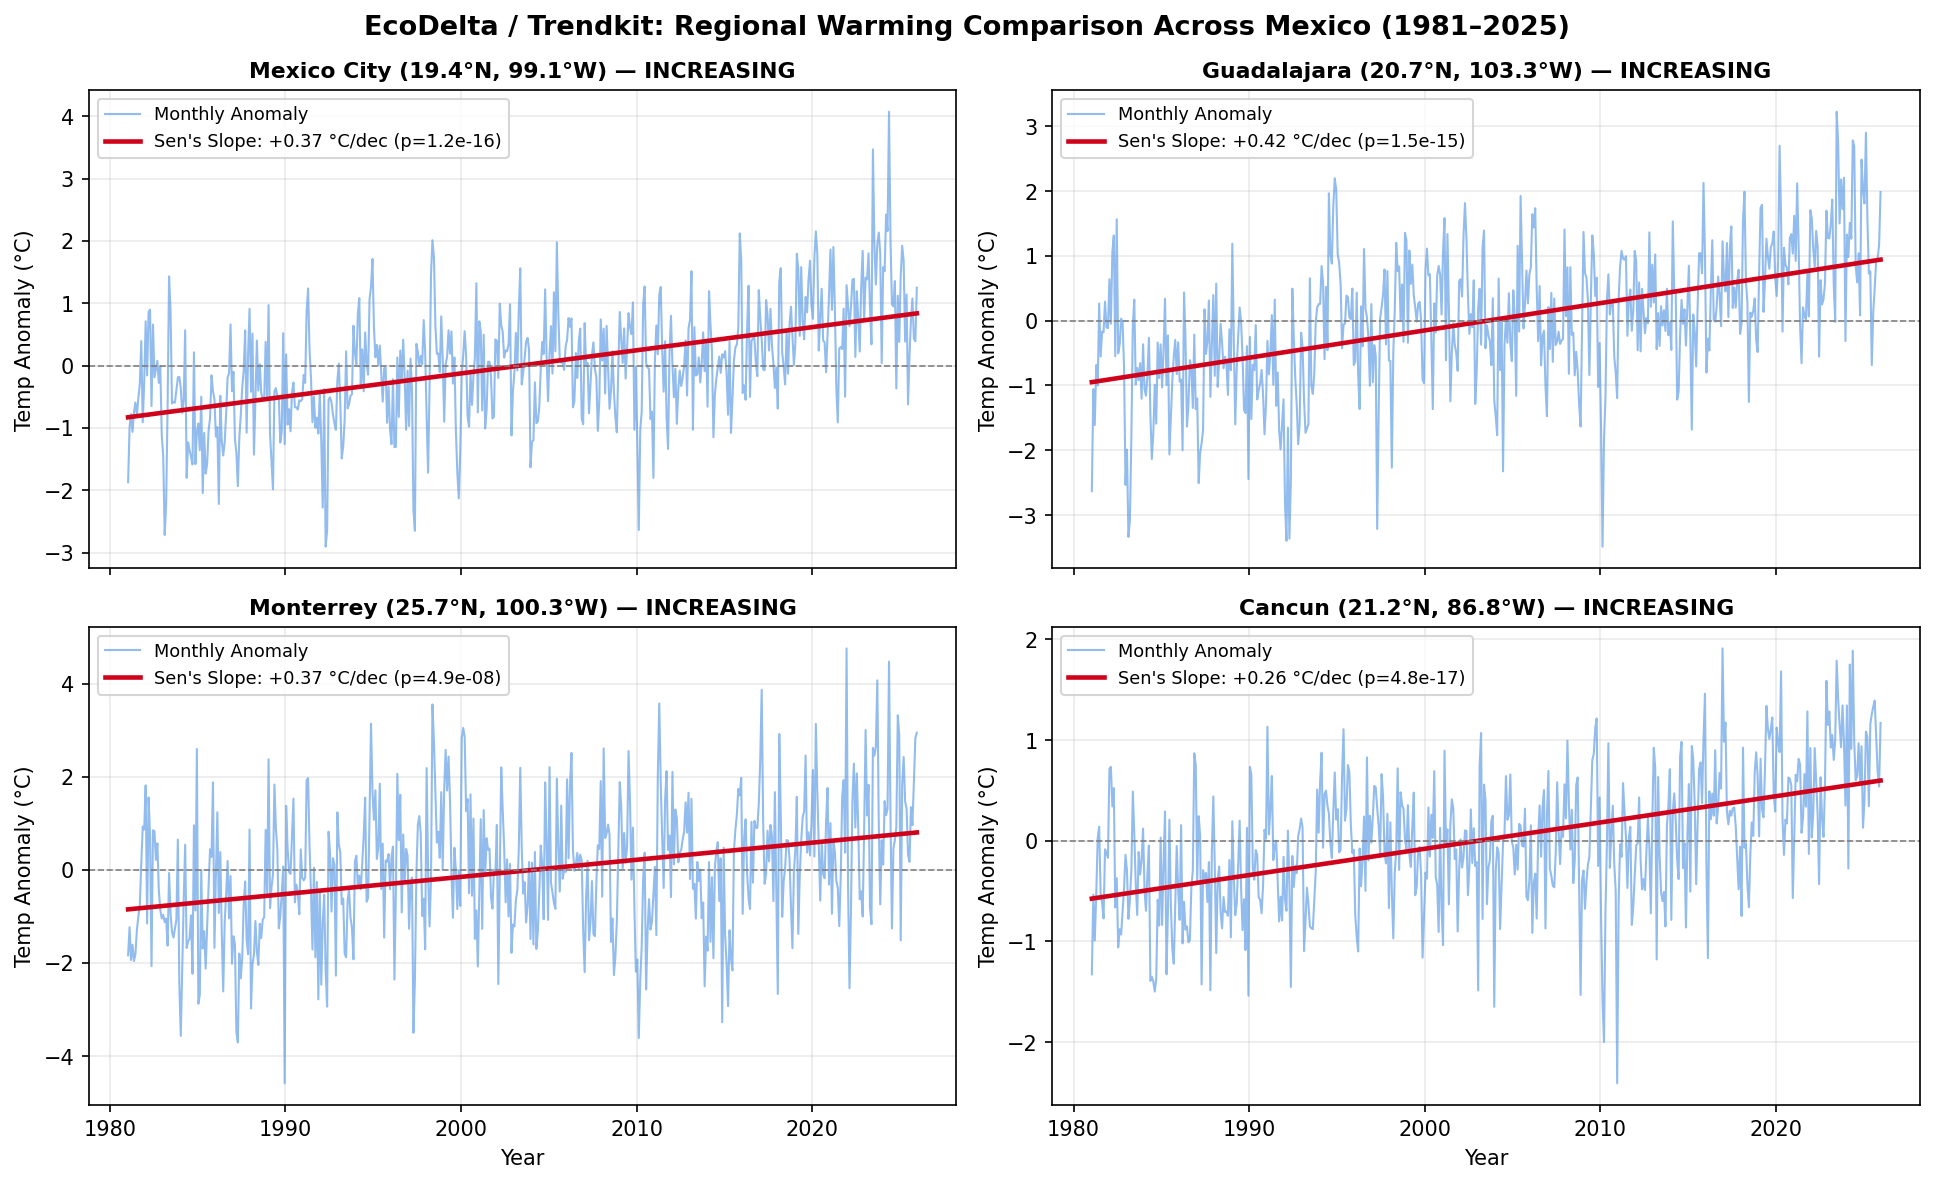 EcoDelta / Trendkit: Regional Warming Comparison Across Mexico (1981–2025)
Mexico City (19.4°N, 99.1°W) — INCREASING
Monthly Anomaly
Sen's Slope: +0.37 °C/dec (p=1.2e-16)
Temp Anomaly (°C)
4
3
2
1
0
−1
−2
−3
Guadalajara (20.7°N, 103.3°W) — INCREASING
Monthly Anomaly
Sen's Slope: +0.42 °C/dec (p=1.5e-15)
Temp Anomaly (°C)
3
2
1
0
−1
−2
−3
Monterrey (25.7°N, 100.3°W) — INCREASING
Monthly Anomaly
Sen's Slope: +0.37 °C/dec (p=4.9e-08)
Temp Anomaly (°C)
4
2
0
−2
−4
1980 1990 2000 2010 2020
Year
Cancun (21.2°N, 86.8°W) — INCREASING
Monthly Anomaly
Sen's Slope: +0.26 °C/dec (p=4.8e-17)
Temp Anomaly (°C)
2
1
0
−1
−2
1980 1990 2000 2010 2020
Year